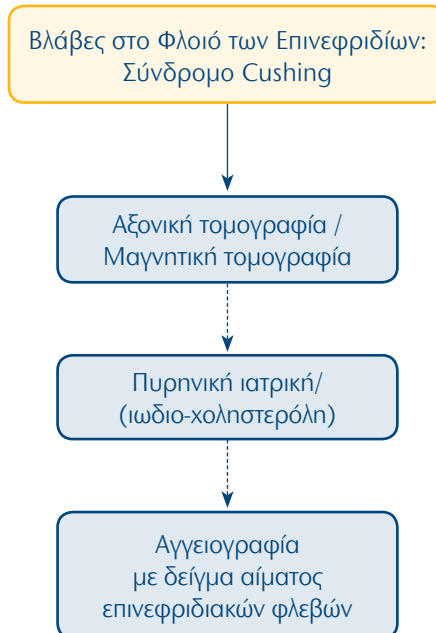 Βλάβες στο Φλοιό των Επινεφριδίων:
Σύνδρομο Cushing
Αξονική τομογραφία /
Μαγνητική τομογραφία
Πυρηνική ιατρική/
(ιωδιο-χοληστερόλη)
Αγγειογραφία
με δείγμα αίματος
επινεφριδιακών φλεβών